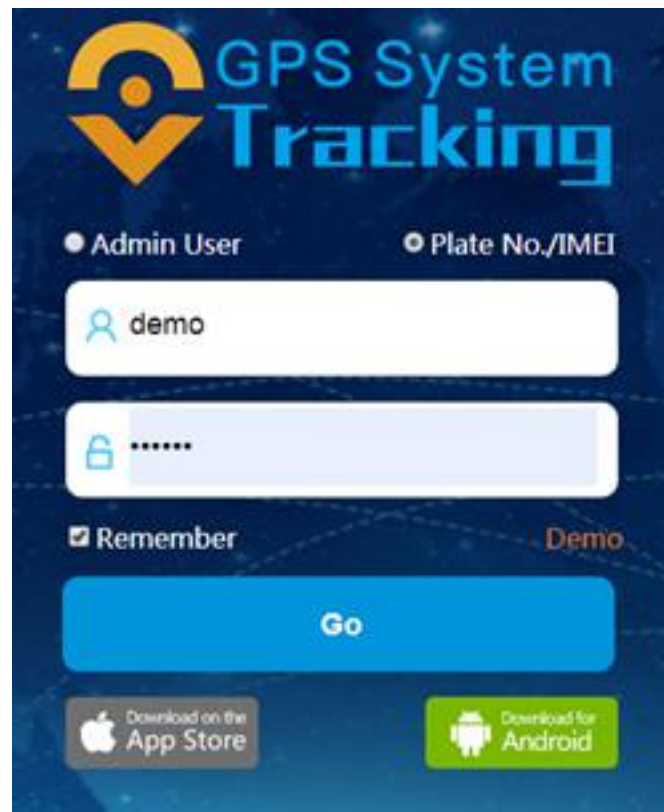 GPS System
Tracking
Admin User
Plate No./IMEI
demo
••••••
Remember
Demo
Go
Download on the
App Store
Download for
Android